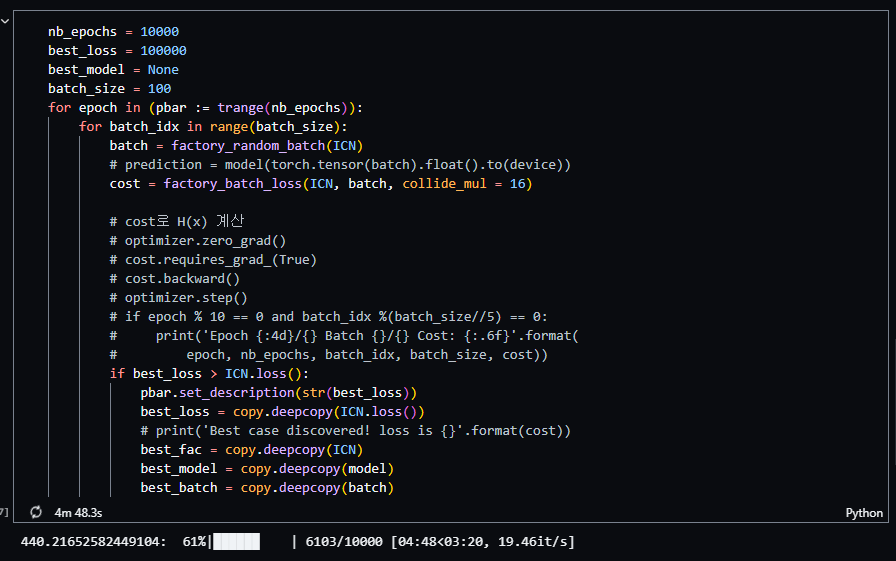 nb_epochs = 10000
best_loss = 100000
best_model = None
batch_size = 100
for epoch in (pbar := trange(nb_epochs)):
for batch_idx in range(batch_size):
batch = factory_random_batch(ICN)
# prediction = model(torch.tensor(batch).float().to(device))
cost = factory_batch_loss(ICN, batch, collide_mul = 16)
# cost로 H(x) 계산
# optimizer.zero_grad()
# cost.requires_grad_(True)
# cost.backward()
# optimizer.step()
# if epoch % 10 == 0 and batch_idx %(batch_size//5) == 0:
#     print('Epoch {:4d}/{} Batch {}/{} Cost: {:.6f}'.format(
#         epoch, nb_epochs, batch_idx, batch_size, cost))
if best_loss > ICN.loss():
pbar.set_description(str(best_loss))
best_loss = copy.deepcopy(ICN.loss())
# print('Best case discovered! loss is {}'.format(cost))
best_fac = copy.deepcopy(ICN)
best_model = copy.deepcopy(model)
best_batch = copy.deepcopy(batch)
7] 4m 48.3s Python
440.21652582449104:  61%|██████    | 6103/10000 [04:48<03:20, 19.46it/s]